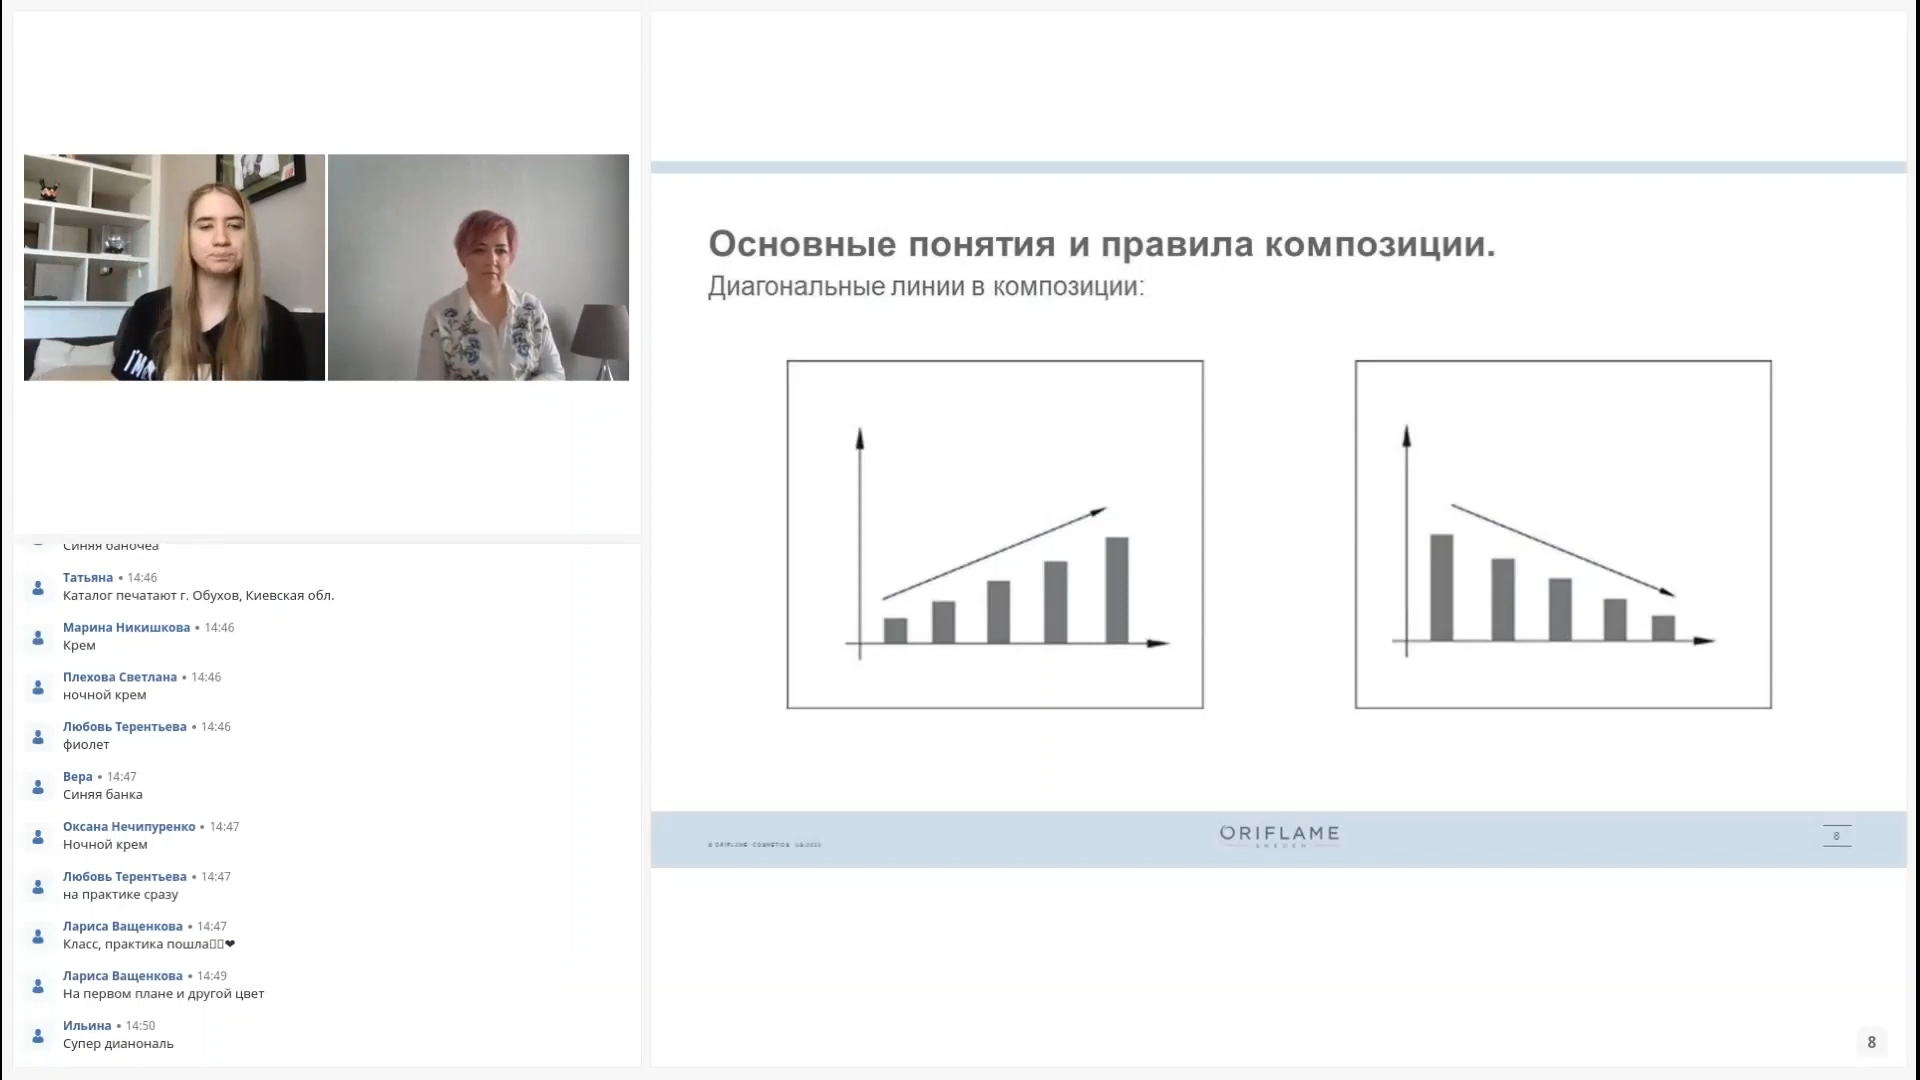 I'M
Синяя баночеа
Татьяна • 14:46
Каталог печатают г. Обухов, Киевская обл.
Марина Никишкова • 14:46
Крем
Плехова Светлана • 14:46
ночной крем
Любовь Терентьева • 14:46
фиолет
Вера • 14:47
Синяя банка
Оксана Нечипуренко • 14:47
Ночной крем
Любовь Терентьева • 14:47
на практике сразу
Лариса Ващенкова • 14:47
Класс, практика пошла▯▯❤
Лариса Ващенкова • 14:49
На первом плане и другой цвет
Ильина • 14:50
Супер дианональ
Основные понятия и правила композиции.
Диагональные линии в композиции:
ORIFLAME
SWEDEN
8
8